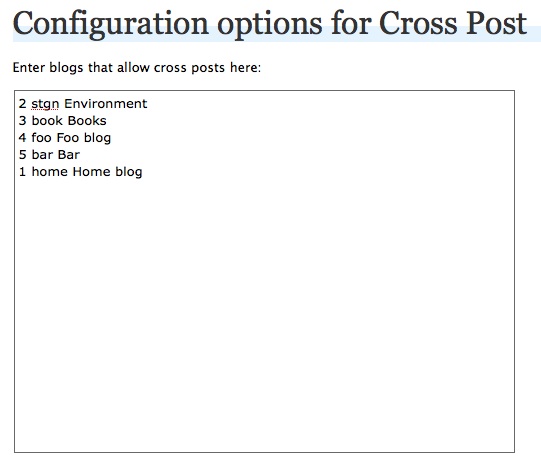 Configuration options for Cross Post
Enter blogs that allow cross posts here:
2 stgn Environment
3 book Books
4 foo Foo blog
5 bar Bar
1 home Home blog